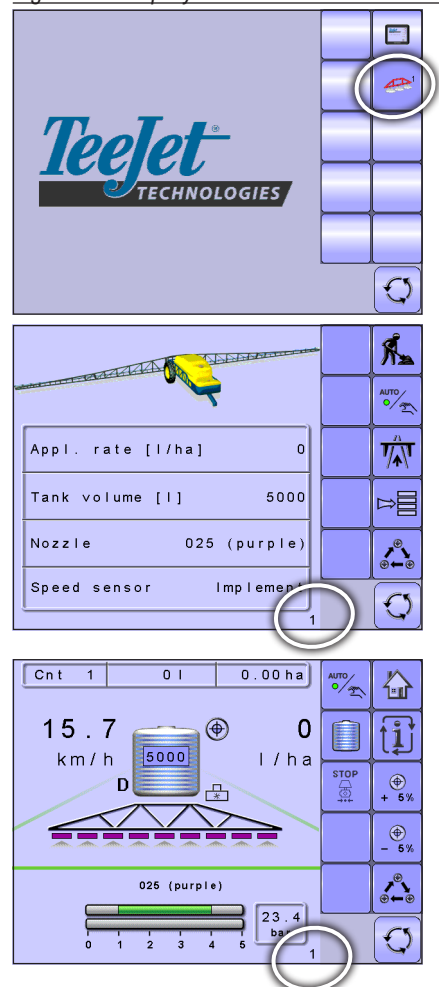 1
TeeJet®
TECHNOLOGIES
AUTO
Appl. rate [l/ha] 0
Tank volume [l] 5000
Nozzle 025 (purple)
Speed sensor Implement
1
Cnt 1 0 l 0.00 ha
AUTO
15.7 0
km/h 5000 l/ha
D
STOP
+ 5%
- 5%
025 (purple)
23.4
bar
0 1 2 3 4 5
1